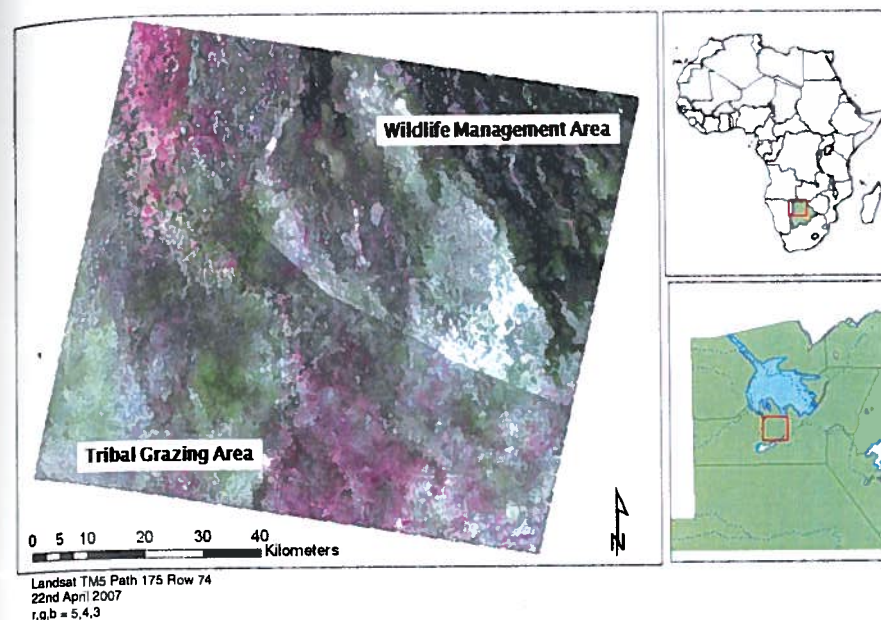 Wildlife Management Area
Tribal Grazing Area
0 5 10 20 30 40
Kilometers
N
Landsat TM5 Path 175 Row 74
22nd April 2007
r,g,b = 5,4,3